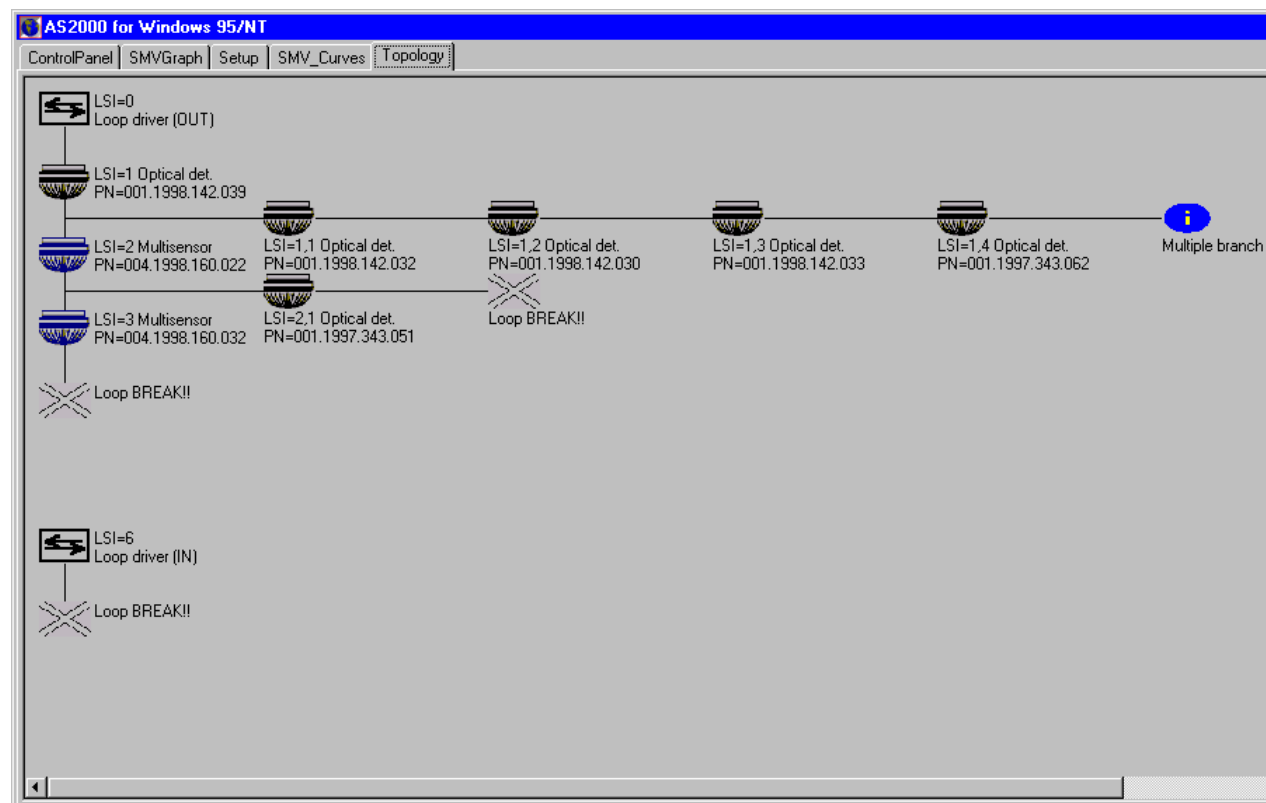 AS2000 for Windows 95/NT
ControlPanel SMVGraph Setup SMV_Curves Topology
LSI=0
Loop driver (OUT)
LSI=1 Optical det.
PN=001.1998.142.039
LSI=2 Multisensor
PN=004.1998.160.022
LSI=1,1 Optical det.
PN=001.1998.142.032
LSI=1,2 Optical det.
PN=001.1998.142.030
LSI=1,3 Optical det.
PN=001.1998.142.033
LSI=1,4 Optical det.
PN=001.1997.343.062
i
Multiple branch
LSI=3 Multisensor
PN=004.1998.160.032
LSI=2,1 Optical det.
PN=001.1997.343.051
Loop BREAK!!
Loop BREAK!!
LSI=6
Loop driver (IN)
Loop BREAK!!